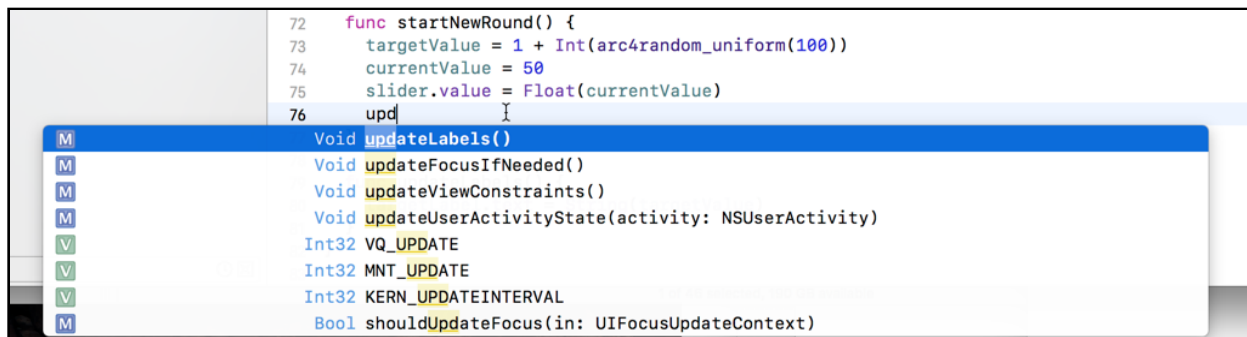 72 func startNewRound() {
73 targetValue = 1 + Int(arc4random_uniform(100))
74 currentValue = 50
75 slider.value = Float(currentValue)
76 upd
M Void updateLabels()
M Void updateFocusIfNeeded()
M Void updateViewConstraints()
M Void updateUserActivityState(activity: NSUserActivity)
V Int32 VQ_UPDATE
V Int32 MNT_UPDATE
V Int32 KERN_UPDATEINTERVAL
M Bool shouldUpdateFocus(in: UIFocusUpdateContext)